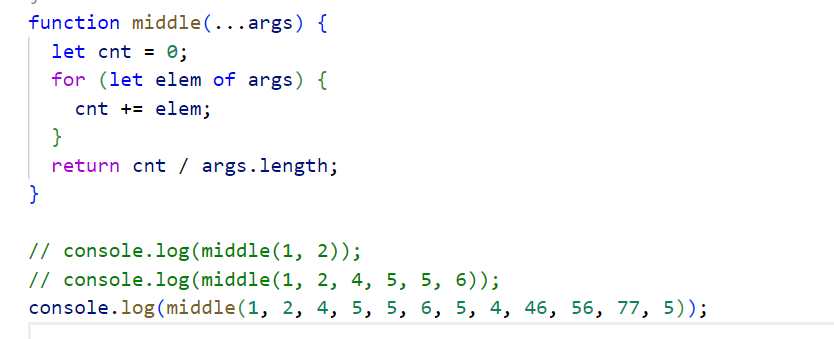 function middle(...args) {
  let cnt = 0;
  for (let elem of args) {
    cnt += elem;
  }
  return cnt / args.length;
}

// console.log(middle(1, 2));
// console.log(middle(1, 2, 4, 5, 5, 6));
console.log(middle(1, 2, 4, 5, 5, 6, 5, 4, 46, 56, 77, 5));